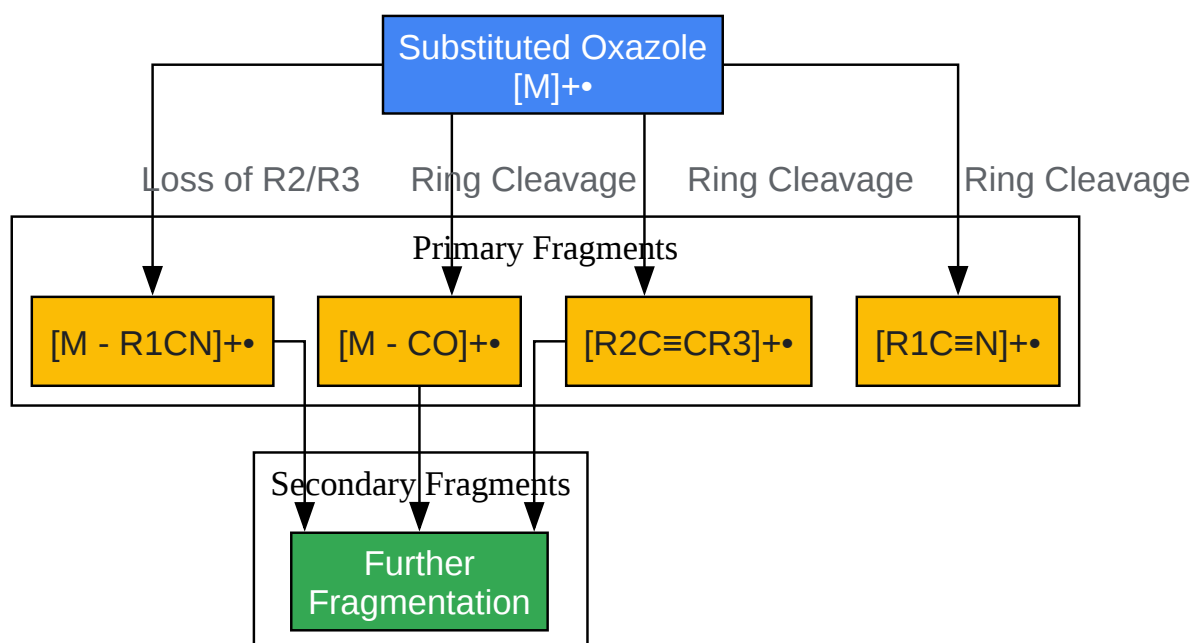 Substituted Oxazole
[M]+•
Loss of R2/R3
Ring Cleavage
Ring Cleavage
Ring Cleavage
Primary Fragments
[M - R1CN]+•
[M - CO]+•
[R2C≡CR3]+•
[R1C≡N]+•
Secondary Fragments
Further
Fragmentation